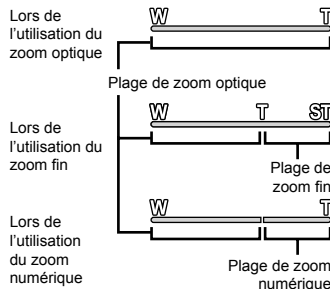 Lors de
l'utilisation du
zoom optique
W T
Plage de zoom optique
Lors de
l'utilisation du
zoom fin
W T ST
Plage de
zoom fin
Lors de
l'utilisation
du zoom
numérique
W T
Plage de zoom
numérique